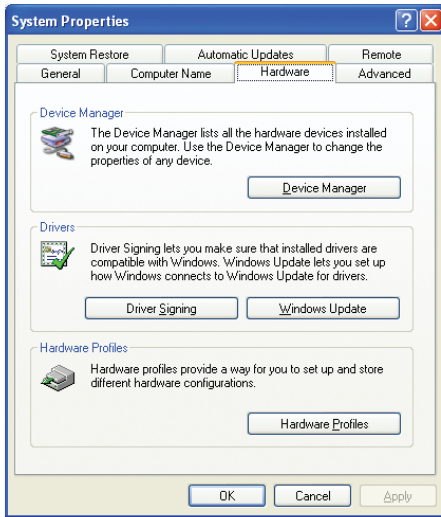 System Properties
System Restore Automatic Updates Remote
General Computer Name Hardware Advanced
Device Manager
The Device Manager lists all the hardware devices installed
on your computer. Use the Device Manager to change the
properties of any device.
Device Manager
Drivers
Driver Signing lets you make sure that installed drivers are
compatible with Windows. Windows Update lets you set up
how Windows connects to Windows Update for drivers.
Driver Signing Windows Update
Hardware Profiles
Hardware profiles provide a way for you to set up and store
different hardware configurations.
Hardware Profiles
OK Cancel Apply